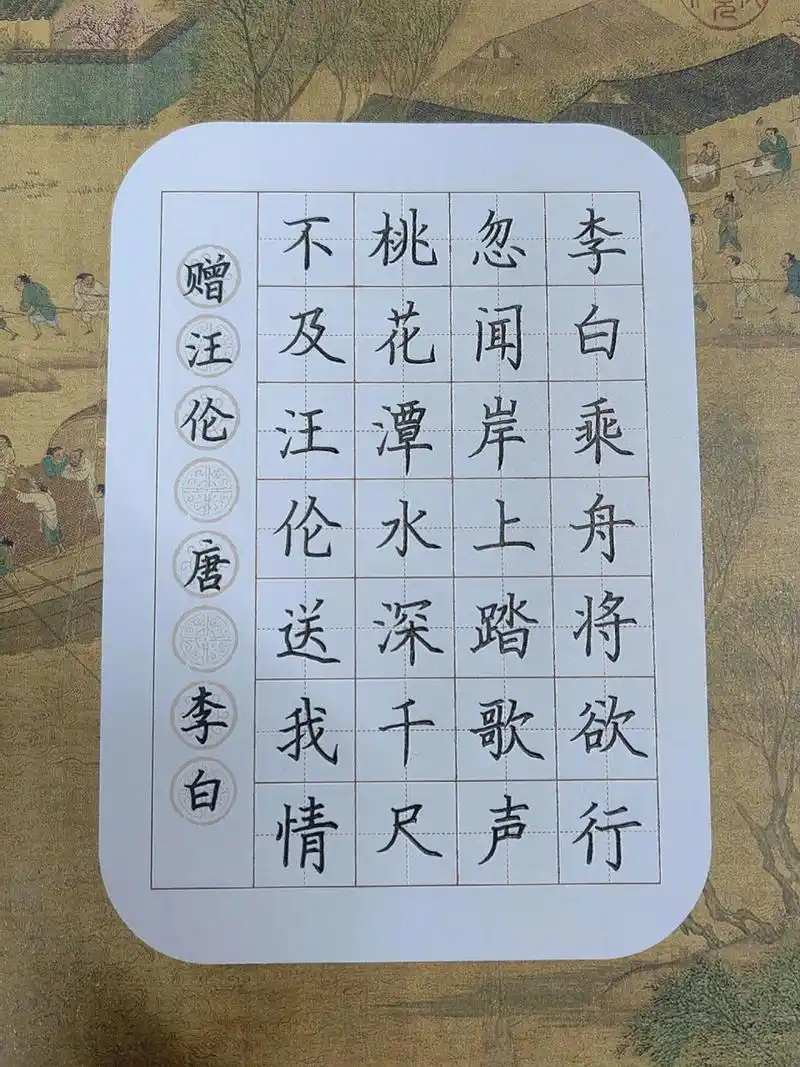 李白乘舟将欲行
忽闻岸上踏歌声
桃花潭水深千尺
不及汪伦送我情
赠汪伦 唐 李白